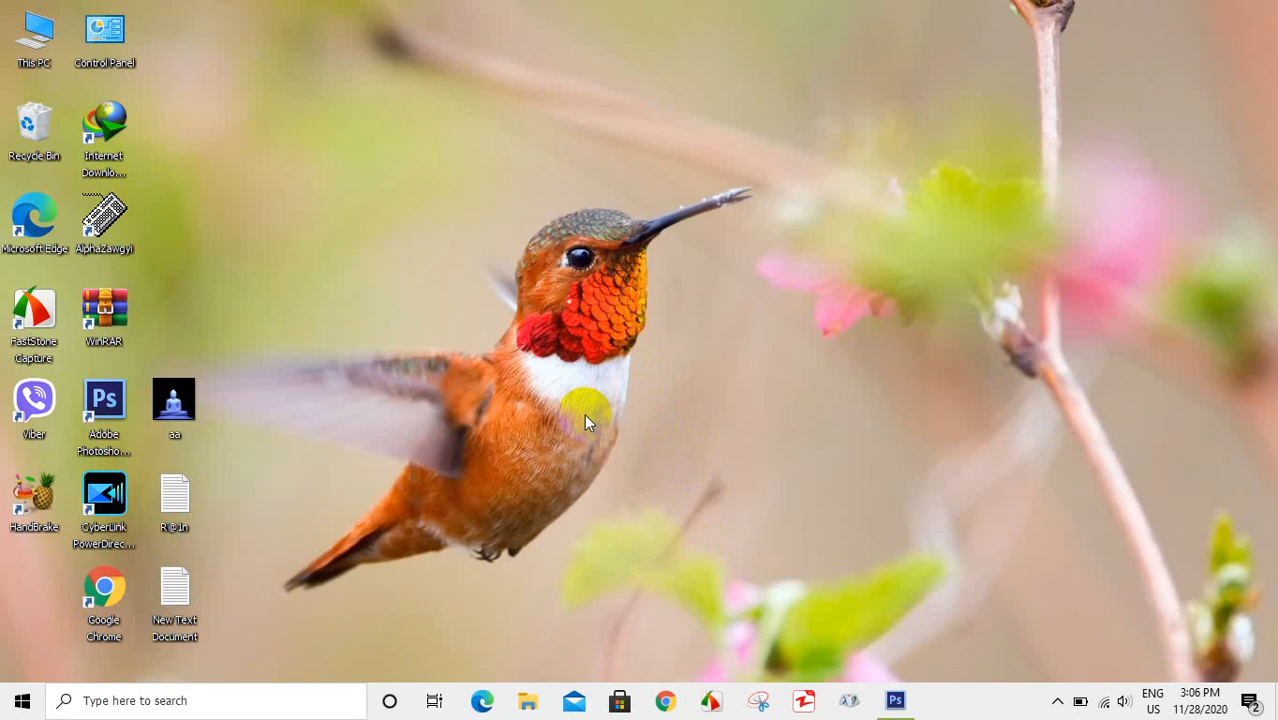 This PC
Control Panel
Recycle Bin
Internet
Downlo...
Microsoft Edge
AlphaZawgyi
FastStone
Capture
WinRAR
Viber
Adobe
Photosho...
aa
HandBrake
CyberLink
PowerDirec...
R@1n
Google
Chrome
New Text
Document
Ps
Type here to search
Ps
ENG
US
3:06 PM
11/28/2020
2